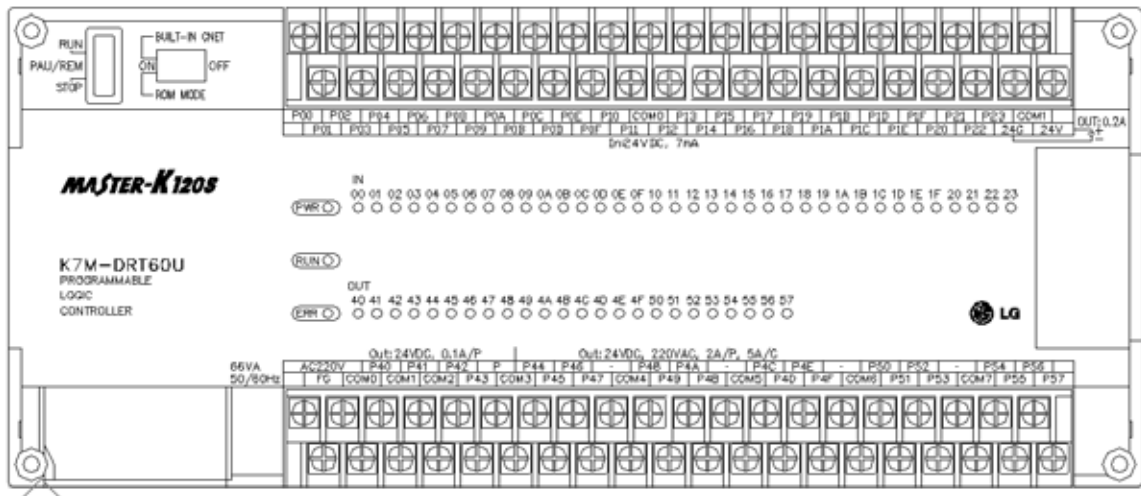 RUN
PAU/REM
STOP
BUILT-IN CNET
ON OFF
ROM MODE
P00 P02 P04 P06 P08 P0A P0C P0E P10 COM0 P13 P15 P17 P19 P1B P1D P1F P21 P23 COM1
P01 P03 P05 P07 P09 P0B P0D P0F P11 P12 P14 P16 P18 P1A P1C P1E P20 P22 24G 24V
OUT:0.2A
In:24VDC, 7mA
MASTER-K120S
IN
00 01 02 03 04 05 06 07 08 09 0A 0B 0C 0D 0E 0F 10 11 12 13 14 15 16 17 18 19 1A 1B 1C 1D 1E 1F 20 21 22 23
PWR
K7M-DRT60U
PROGRAMMABLE
LOGIC
CONTROLLER
RUN
OUT
40 41 42 43 44 45 46 47 48 49 4A 4B 4C 4D 4E 4F 50 51 52 53 54 55 56 57
ERR
LG
Out:24VDC, 0.1A/P Out: 24VDC, 220VAC, 2A/P, 5A/C
66VA
50/60Hz
AC220V P40 P41 P42 P P44 P46 - P48 P4A - P4C P4E - P50 P52 - P54 P56
FG COM0 COM1 COM2 P43 COM3 P45 P47 COM4 P49 P4B COM5 P4D P4F COM6 P51 P53 COM7 P55 P57